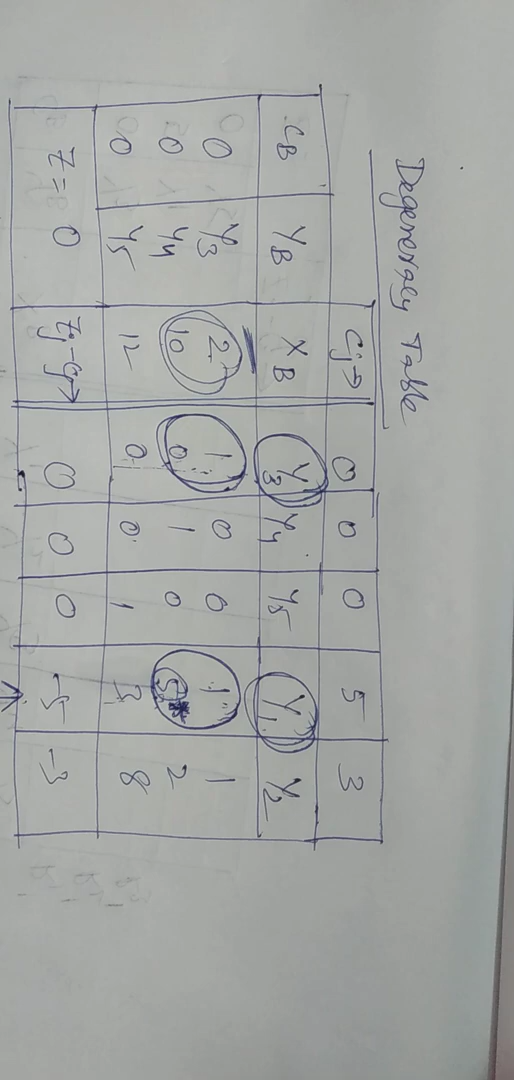 Degeneracy Table
Cj→ 0 0 0 5 3
CB YB XB Y3 Y4 Y5 Y1 Y2
0 Y3 2 1 0 0 1 1
0 Y4 10 0 1 0 5* 2
0 Y5 12 0 0 1 3 8
Z = 0 Zj-Cj→ 0 0 0 -5 -3